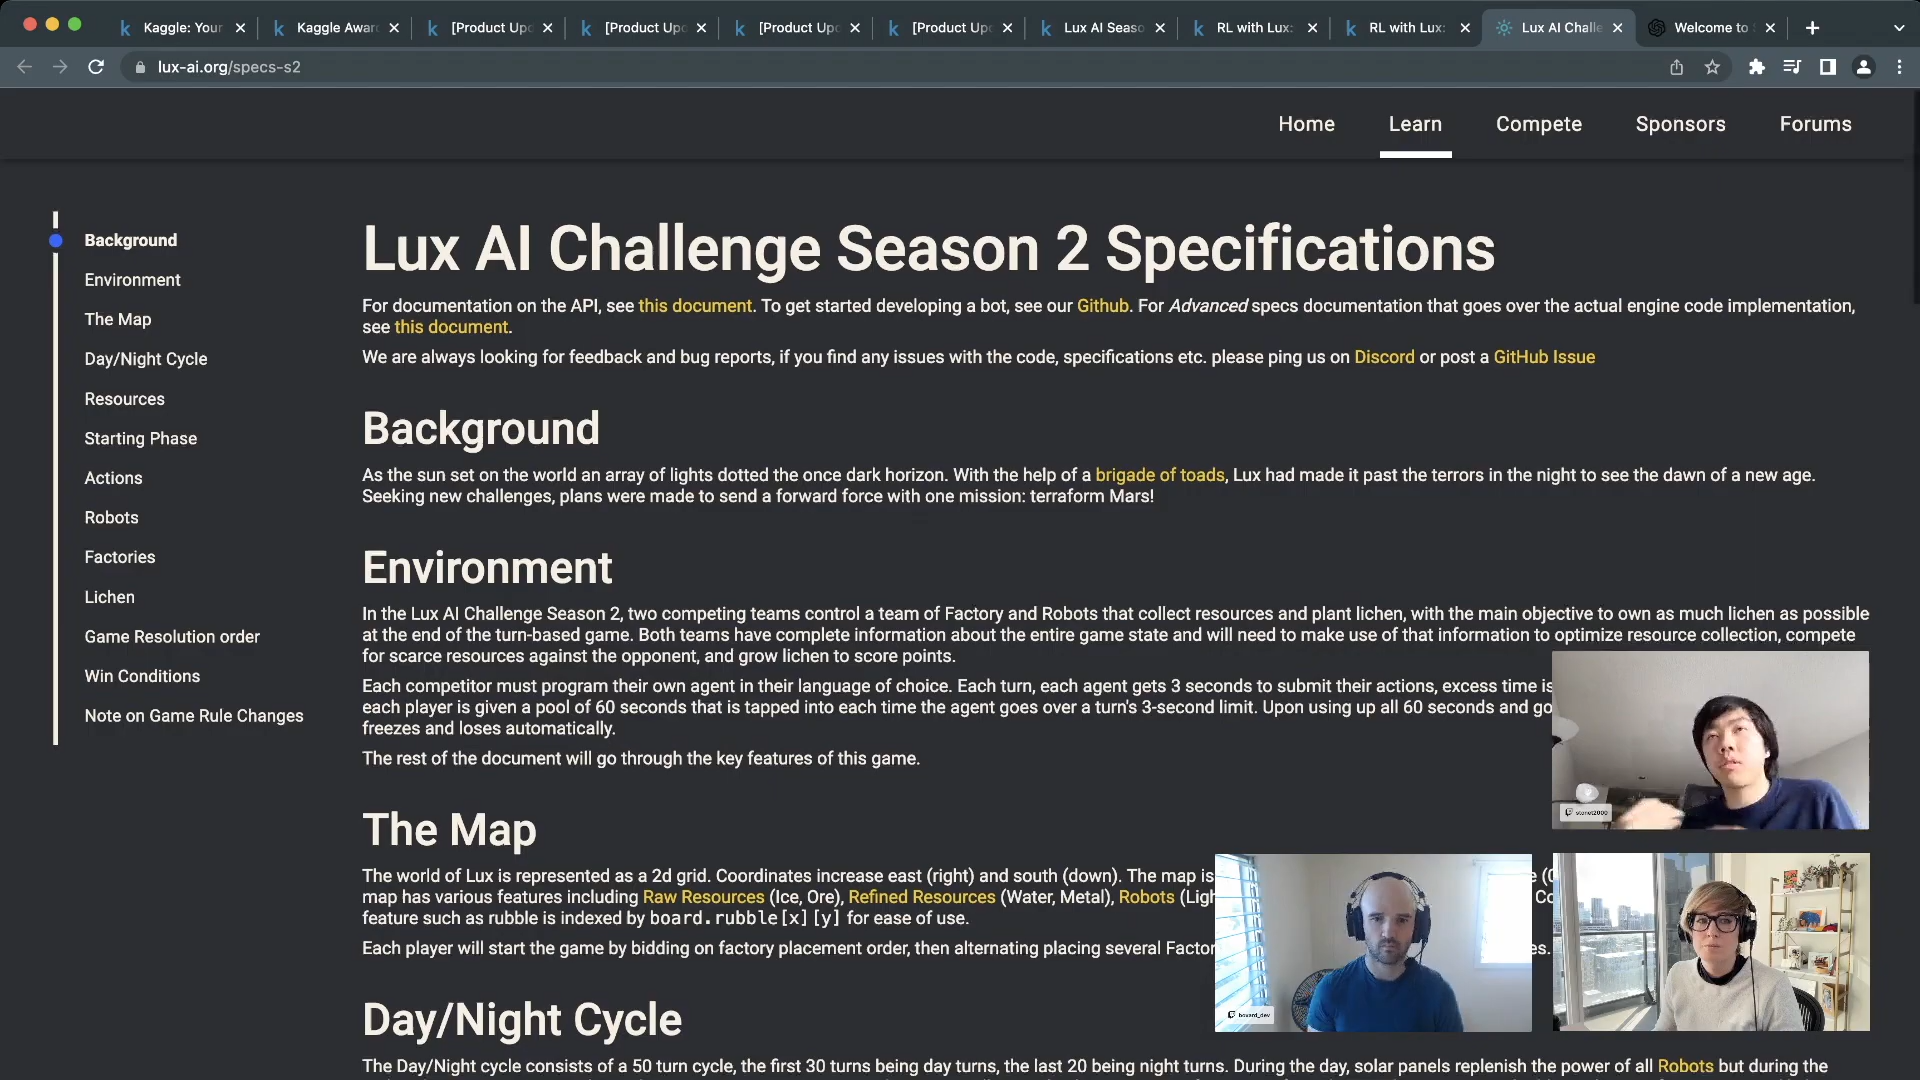 Kaggle: Your
Kaggle Awar
[Product Upd
[Product Upd
[Product Upd
[Product Upd
Lux AI Seaso
RL with Lux:
RL with Lux:
Lux AI Challe
Welcome to
lux-ai.org/specs-s2
Home
Learn
Compete
Sponsors
Forums
Background
Environment
The Map
Day/Night Cycle
Resources
Starting Phase
Actions
Robots
Factories
Lichen
Game Resolution order
Win Conditions
Note on Game Rule Changes
Lux AI Challenge Season 2 Specifications
For documentation on the API, see this document. To get started developing a bot, see our Github. For Advanced specs documentation that goes over the actual engine code implementation,
see this document.
We are always looking for feedback and bug reports, if you find any issues with the code, specifications etc. please ping us on Discord or post a GitHub Issue
Background
As the sun set on the world an array of lights dotted the once dark horizon. With the help of a brigade of toads, Lux had made it past the terrors in the night to see the dawn of a new age.
Seeking new challenges, plans were made to send a forward force with one mission: terraform Mars!
Environment
In the Lux AI Challenge Season 2, two competing teams control a team of Factory and Robots that collect resources and plant lichen, with the main objective to own as much lichen as possible
at the end of the turn-based game. Both teams have complete information about the entire game state and will need to make use of that information to optimize resource collection, compete
for scarce resources against the opponent, and grow lichen to score points.
Each competitor must program their own agent in their language of choice. Each turn, each agent gets 3 seconds to submit their actions, excess time is
each player is given a pool of 60 seconds that is tapped into each time the agent goes over a turn's 3-second limit. Upon using up all 60 seconds and go
freezes and loses automatically.
The rest of the document will go through the key features of this game.
The Map
The world of Lux is represented as a 2d grid. Coordinates increase east (right) and south (down). The map is
map has various features including Raw Resources (Ice, Ore), Refined Resources (Water, Metal), Robots (Ligh
feature such as rubble is indexed by board.rubble[x][y] for ease of use.
Each player will start the game by bidding on factory placement order, then alternating placing several Factor es.
Day/Night Cycle
The Day/Night cycle consists of a 50 turn cycle, the first 30 turns being day turns, the last 20 being night turns. During the day, solar panels replenish the power of all Robots but during the
stonet2000
bovard_dev